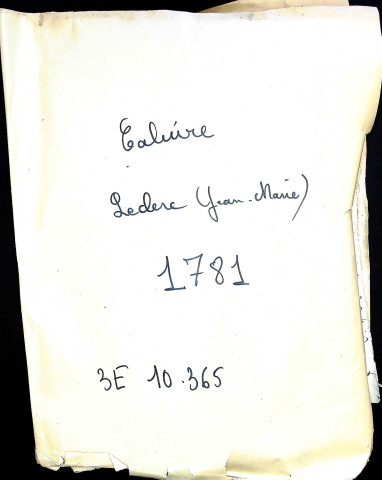 Caluire
Leclerc (Jean-Marie)
1781
3E 10.365